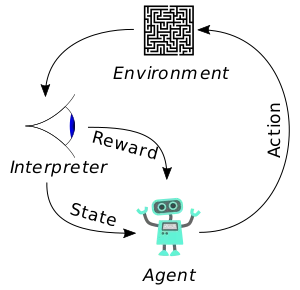 Environment
Action
Reward
Interpreter
State
Agent